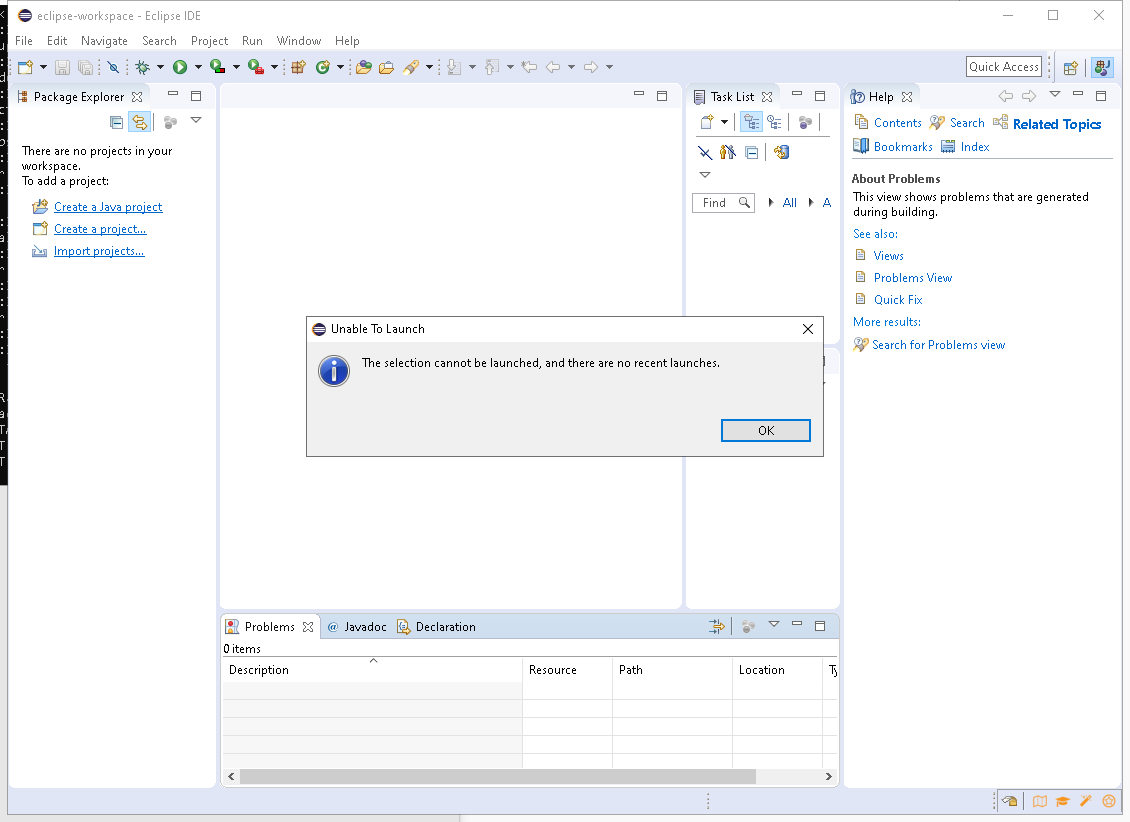 eclipse-workspace - Eclipse IDE
File Edit Navigate Search Project Run Window Help
Quick Access
Package Explorer
There are no projects in your
workspace.
To add a project:
Create a Java project
Create a project...
Import projects...
Task List
Find All A
Help
Contents Search Related Topics
Bookmarks Index
About Problems
This view shows problems that are generated
during building.
See also:
Views
Problems View
Quick Fix
More results:
Search for Problems view
Unable To Launch
The selection cannot be launched, and there are no recent launches.
OK
Problems @ Javadoc Declaration
0 items
Description Resource Path Location Ty